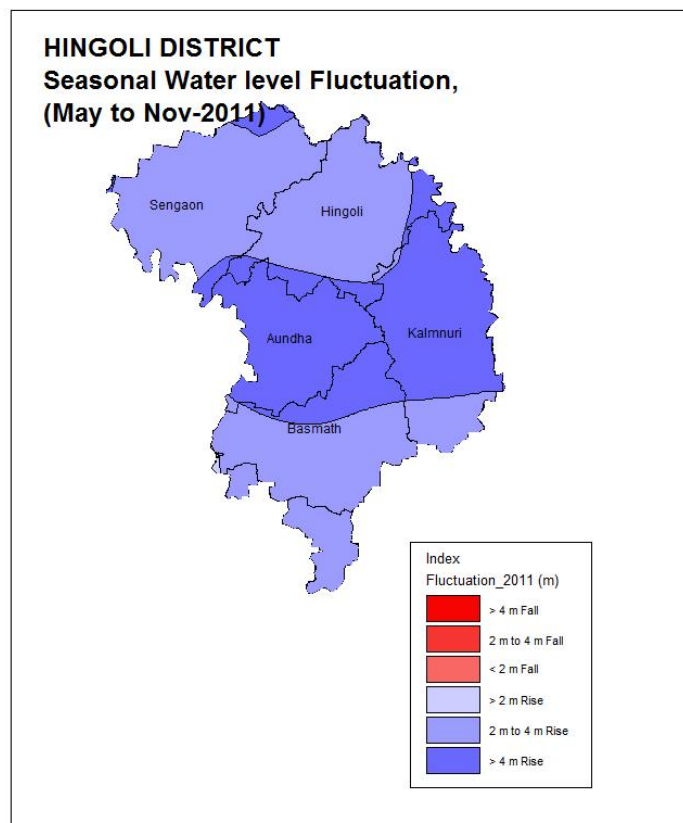 HINGOLI DISTRICT
Seasonal Water level Fluctuation,
(May to Nov-2011)
Sengaon
Hingoli
Aundha
Kalmnuri
Basmath
Index
Fluctuation_2011 (m)
> 4 m Fall
2 m to 4 m Fall
< 2 m Fall
> 2 m Rise
2 m to 4 m Rise
> 4 m Rise